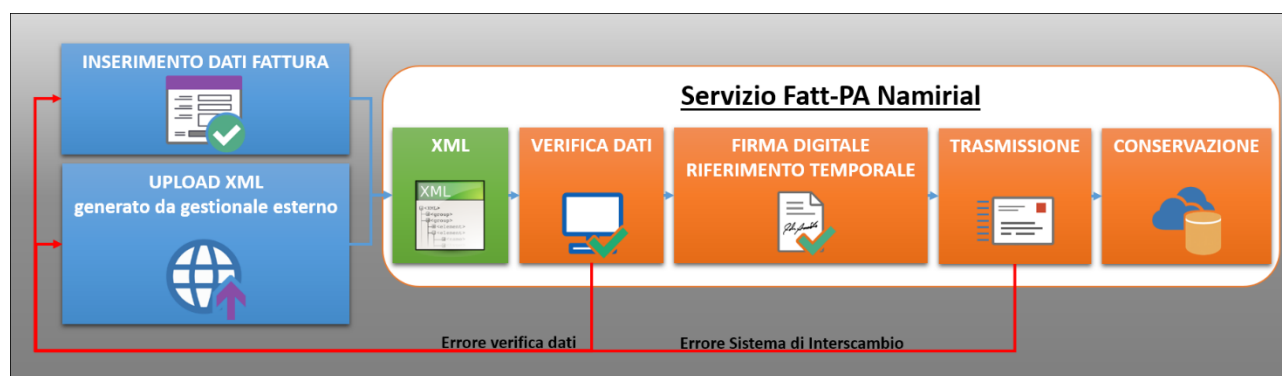 INSERIMENTO DATI FATTURA
UPLOAD XML
generato da gestionale esterno
Servizio Fatt-PA Namirial
XML
XML
VERIFICA DATI
FIRMA DIGITALE
RIFERIMENTO TEMPORALE
TRASMISSIONE
CONSERVAZIONE
Errore verifica dati
Errore Sistema di Interscambio